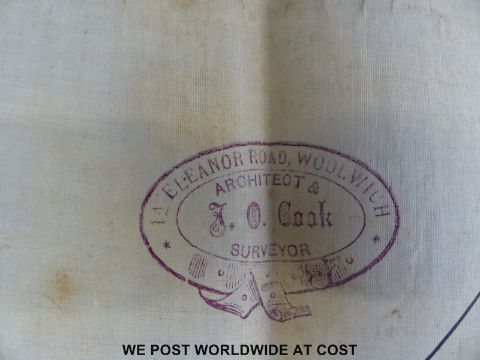 1A ELEANOR ROAD, WOOLWICH
ARCHITECT &
J. O. Cook
SURVEYOR
WE POST WORLDWIDE AT COST